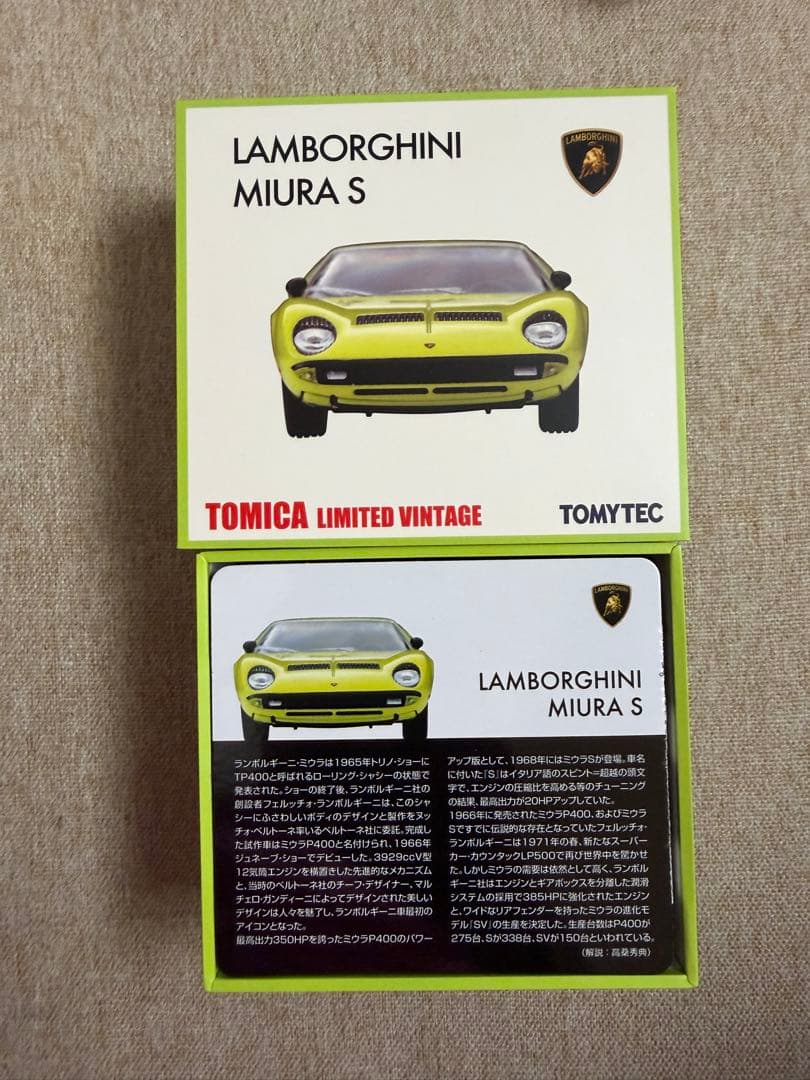 LAMBORGHINI
MIURA S
LAMBORGHINI
TOMICA LIMITED VINTAGE
TOMYTEC
LAMBORGHINI
LAMBORGHINI
MIURA S
ランボルギーニ・ミウラは1965年トリノ・ショーに
TP400と呼ばれるローリング・シャシーの状態で
発表された。ショーの終了後、ランボルギーニ社の
創設者フェルッチォ・ランボルギーニは、このシャ
シーにふさわしいボディのデザインと製作をヌッ
チォ・ベルトーネ率いるベルトーネ社に委託。完成し
た試作車はミウラP400と名付けられ、1966年
ジュネーブ・ショーでデビューした。3929ccV型
12気筒エンジンを横置きした先進的なメカニズム
と、当時のベルトーネ社のチーフ・デザイナー、マル
チェロ・ガンディーニによってデザインされた美しい
デザインは人々を魅了し、ランボルギーニ車最初の
アイコンとなった。
最高出力350HPを誇ったミウラP400のパワー
アップ版として、1968年にはミウラSが登場。車名
に付いた「S」はイタリア語のスピント=超越の頭文
字で、エンジンの圧縮比を高める等のチューニング
の結果、最高出力が20HPアップしていた。
1966年に発売されたミウラP400、およびミウラ
Sですでに伝説的な存在となっていたフェルッチォ・
ランボルギーニは1971年の春、新たなスーパー
カー・カウンタックLP500で再び世界中を驚かせ
た。しかしミウラの需要は依然として高く、ランボル
ギーニ社はエンジンとギアボックスを分離した潤滑
システムの採用で385HPに強化されたエンジン
と、ワイドなリアフェンダーを持ったミウラの進化モ
デル「SV」の生産を決定した。生産台数はP400が
275台、Sが338台、SVが150台といわれている。
(解説:高桑秀典)